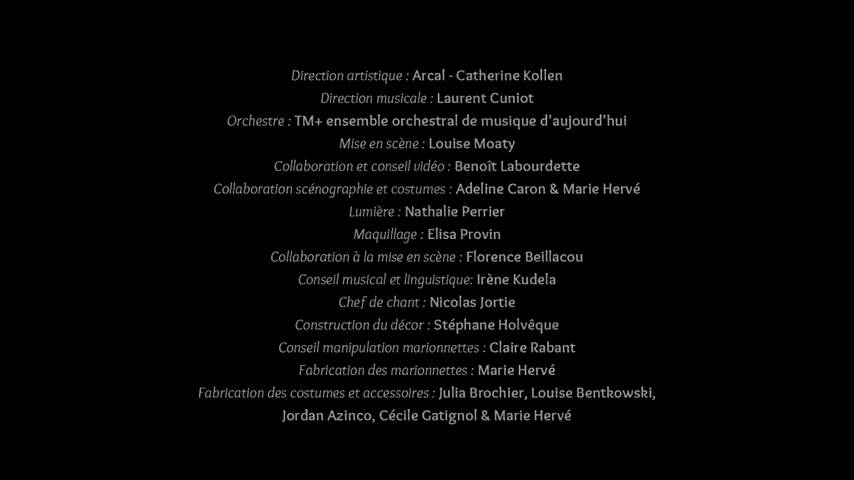 Direction artistique : Arcal - Catherine Kollen
Direction musicale : Laurent Cuniot
Orchestre : TM+ ensemble orchestral de musique d’aujourd’hui
Mise en scène : Louise Moaty
Collaboration et conseil vidéo : Benoît Labourdette
Collaboration scénographie et costumes : Adeline Caron & Marie Hervé
Lumière : Nathalie Perrier
Maquillage : Elisa Provin
Collaboration à la mise en scène : Florence Beillacou
Conseil musical et linguistique: Irène Kudela
Chef de chant : Nicolas Jortie
Construction du décor : Stéphane Holvêque
Conseil manipulation marionnettes : Claire Rabant
Fabrication des marionnettes : Marie Hervé
Fabrication des costumes et accessoires : Julia Brochier, Louise Bentkowski,
Jordan Azinco, Cécile Gatignol & Marie Hervé